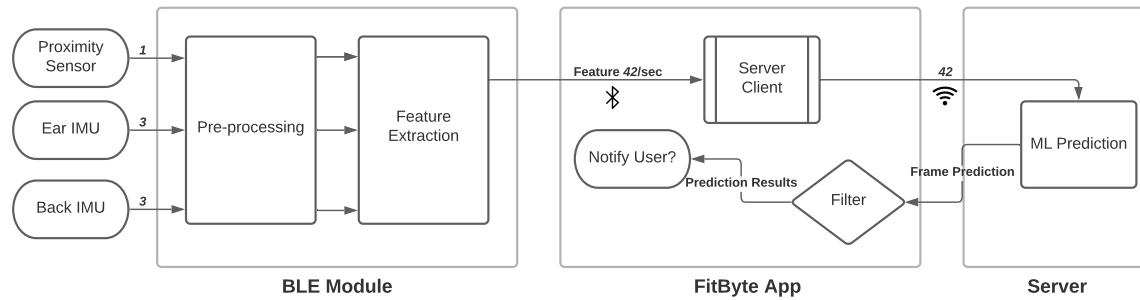 Proximity
Sensor
1
Ear IMU
3
Back IMU
3
Pre-processing
Feature
Extraction
BLE Module
Feature 42/sec
Server
Client
Notify User?
Prediction Results
Filter
FitByte App
42
Frame Prediction
ML Prediction
Server